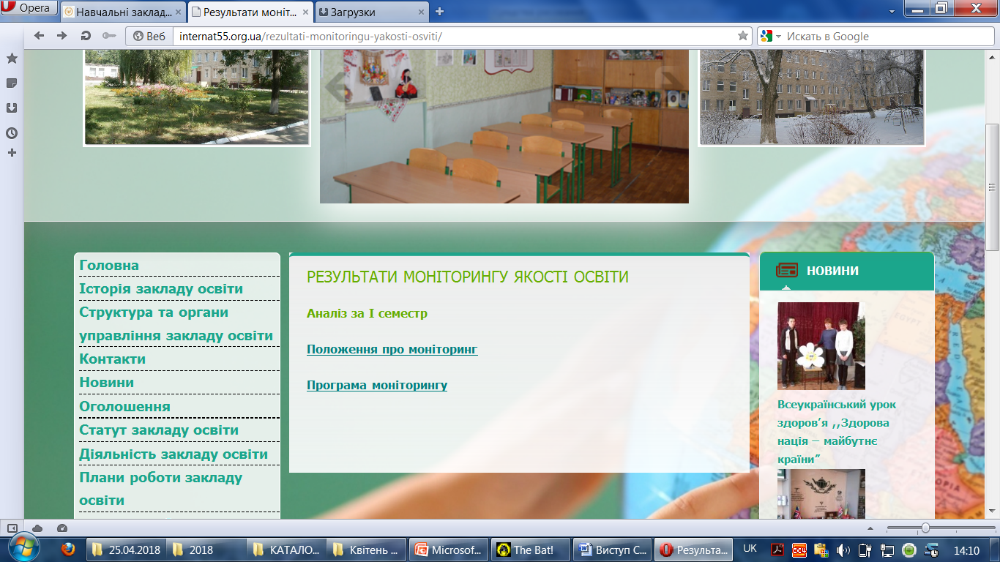 Opera
Навчальні заклад...
Результати моніт...
Загрузки
Веб
internat55.org.ua/rezultati-monitoringu-yakosti-osviti/
Искать в Google
Головна
Історія закладу освіти
Структура та органи
управління закладу освіти
Контакти
Новини
Оголошення
Статут закладу освіти
Діяльність закладу освіти
Плани роботи закладу
освіти
РЕЗУЛЬТАТИ МОНІТОРИНГУ ЯКОСТІ ОСВІТИ
Аналіз за І семестр
Положення про моніторинг
Програма моніторингу
НОВИНИ
Всеукраїнський урок
здоров’я ,,Здорова
нація – майбутнє
країни”
25.04.2018
2018
КАТАЛО...
Квітень ...
Microsof...
The Bat!
Виступ С...
Результа...
UK
14:10